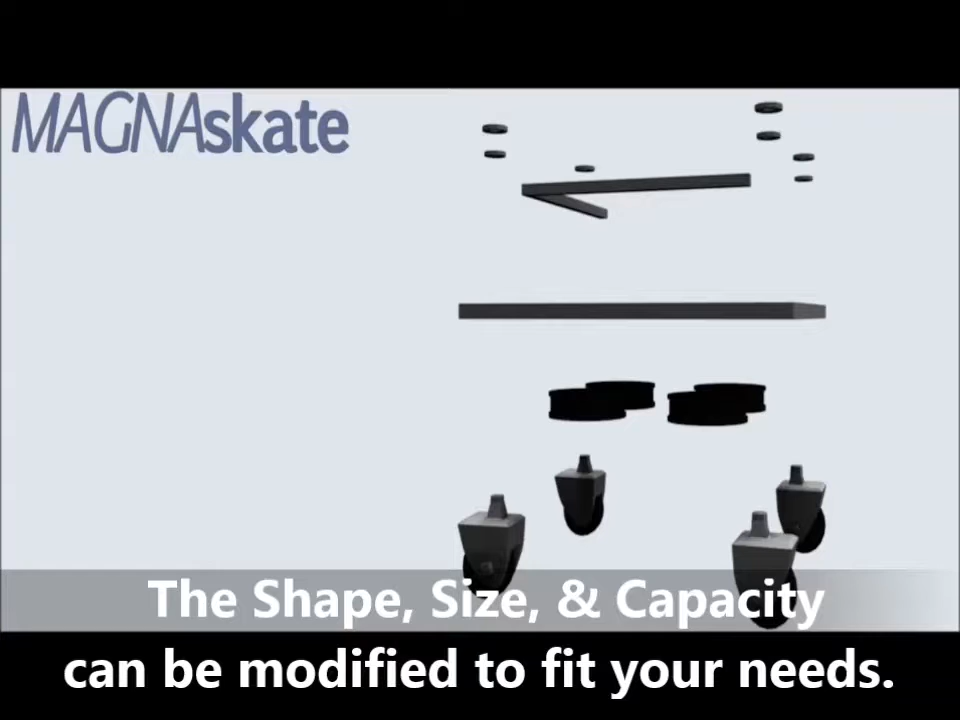 MAGNAskate
The Shape, Size, & Capacity
can be modified to fit your needs.